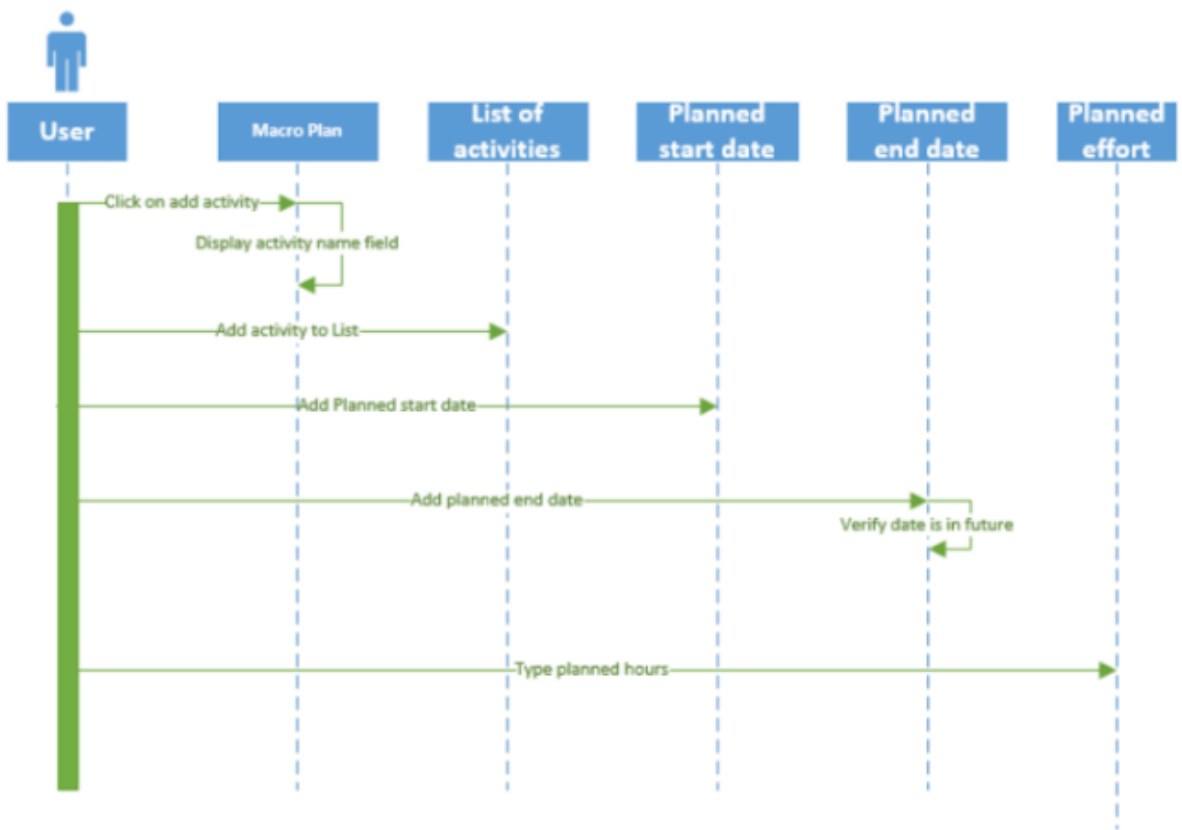 User
Macro Plan
List of
activities
Planned
start date
Planned
end date
Planned
effort
Click on add activity
Display activity name field
Add activity to List
Add Planned start date
Add planned end date
Verify date is in future
Type planned hours